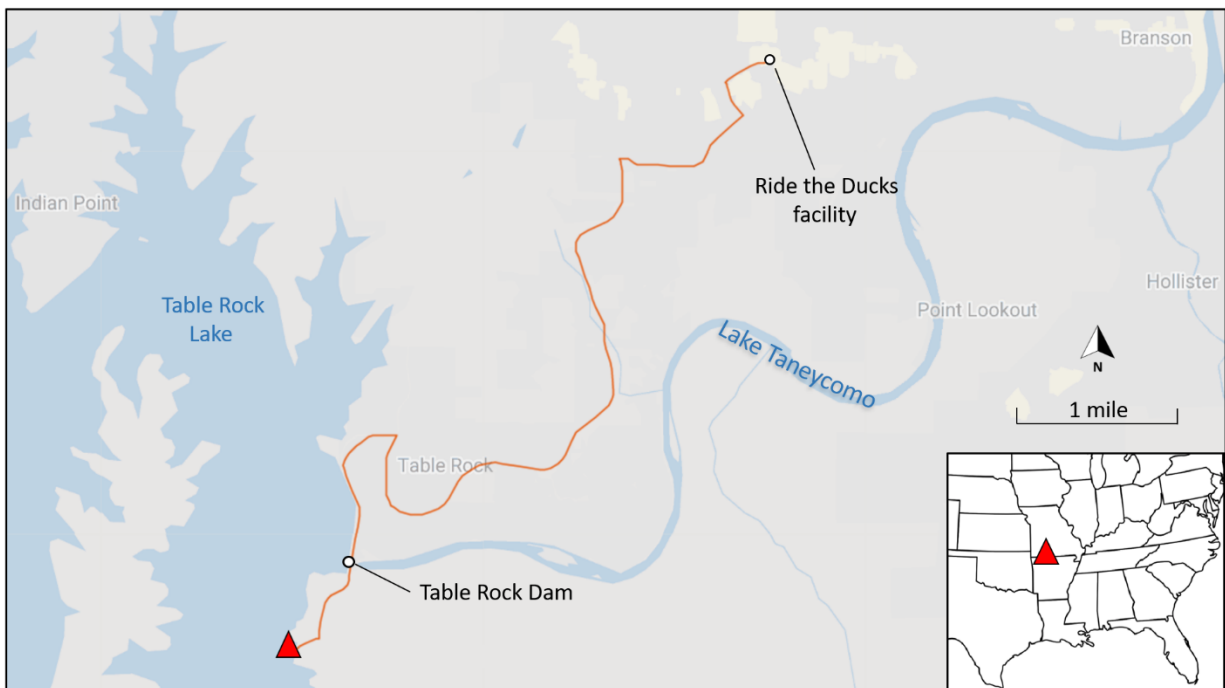 Branson
Ride the Ducks
facility
Indian Point
Table Rock
Lake
Hollister
Point Lookout
Lake Taneycomo
N
1 mile
Table Rock
Table Rock Dam